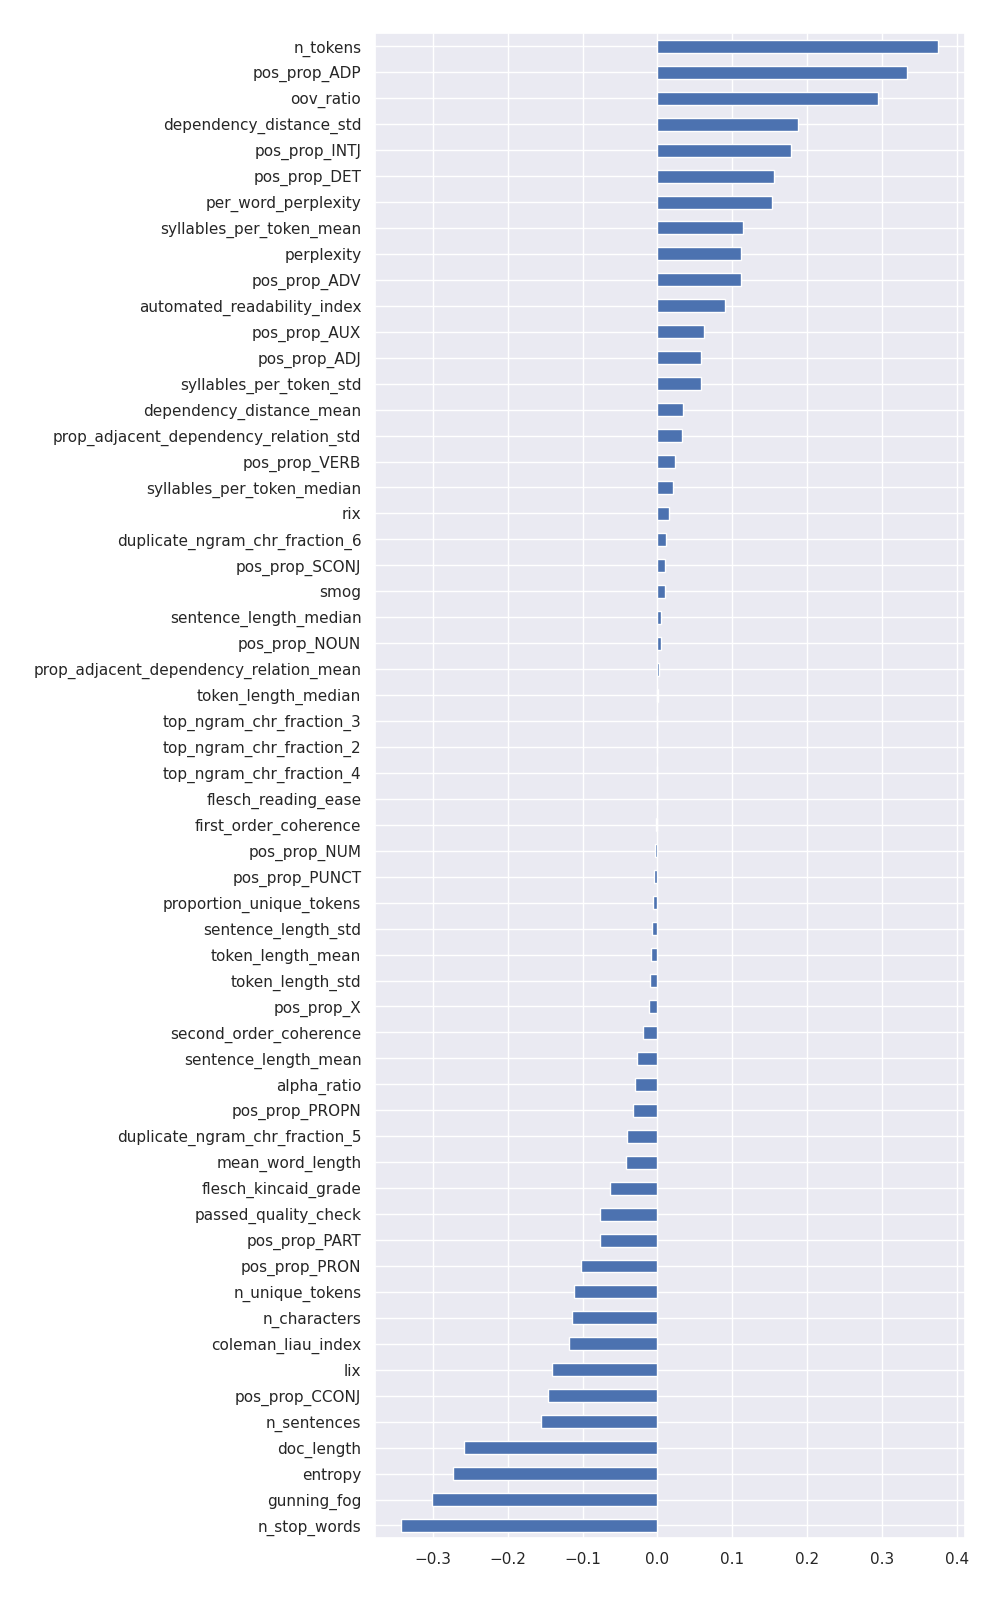 n_tokens
pos_prop_ADP
oov_ratio
dependency_distance_std
pos_prop_INTJ
pos_prop_DET
per_word_perplexity
syllables_per_token_mean
perplexity
pos_prop_ADV
automated_readability_index
pos_prop_AUX
pos_prop_ADJ
syllables_per_token_std
dependency_distance_mean
prop_adjacent_dependency_relation_std
pos_prop_VERB
syllables_per_token_median
rix
duplicate_ngram_chr_fraction_6
pos_prop_SCONJ
smog
sentence_length_median
pos_prop_NOUN
prop_adjacent_dependency_relation_mean
token_length_median
top_ngram_chr_fraction_3
top_ngram_chr_fraction_2
top_ngram_chr_fraction_4
flesch_reading_ease
first_order_coherence
pos_prop_NUM
pos_prop_PUNCT
proportion_unique_tokens
sentence_length_std
token_length_mean
token_length_std
pos_prop_X
second_order_coherence
sentence_length_mean
alpha_ratio
pos_prop_PROPN
duplicate_ngram_chr_fraction_5
mean_word_length
flesch_kincaid_grade
passed_quality_check
pos_prop_PART
pos_prop_PRON
n_unique_tokens
n_characters
coleman_liau_index
lix
pos_prop_CCONJ
n_sentences
doc_length
entropy
gunning_fog
n_stop_words
−0.3 −0.2 −0.1 0.0 0.1 0.2 0.3 0.4